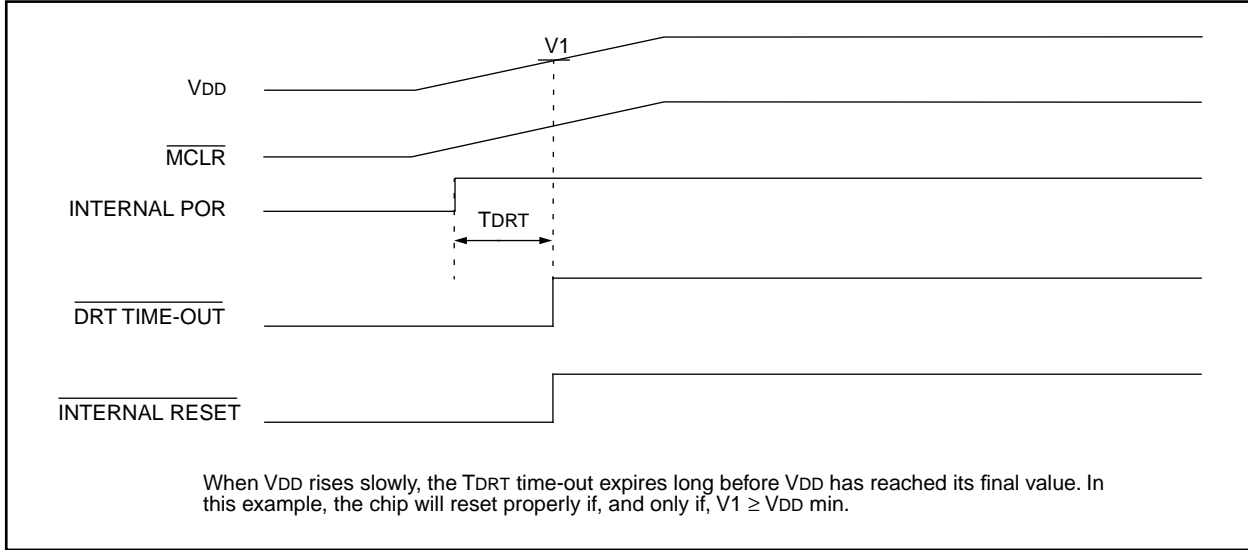 V1
VDD
MCLR
INTERNAL POR
TDRT
DRT TIME-OUT
INTERNAL RESET
When VDD rises slowly, the TDRT time-out expires long before VDD has reached its final value. In
this example, the chip will reset properly if, and only if, V1 ≥ VDD min.